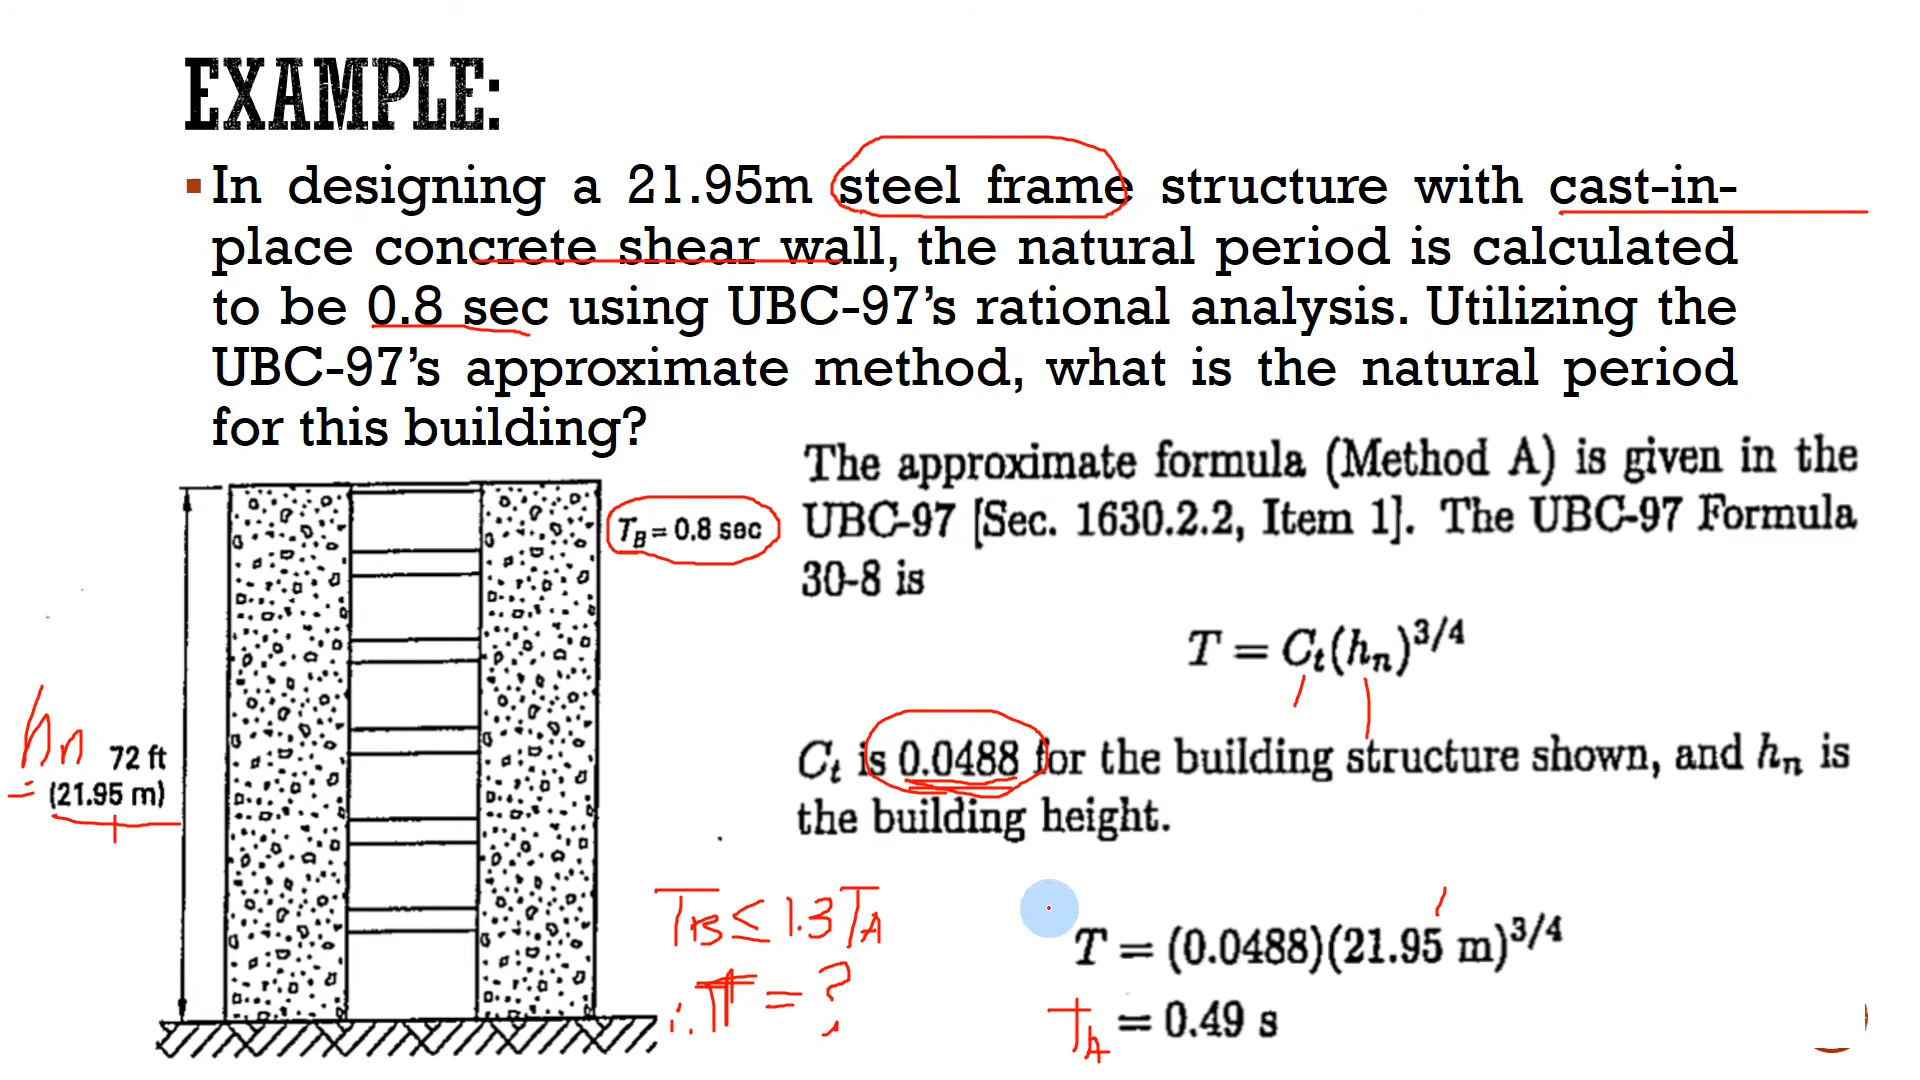 EXAMPLE:
▪ In designing a 21.95m steel frame structure with cast-in-
place concrete shear wall, the natural period is calculated
to be 0.8 sec using UBC-97’s rational analysis. Utilizing the
UBC-97’s approximate method, what is the natural period
for this building?
The approximate formula (Method A) is given in the
UBC-97 [Sec. 1630.2.2, Item 1]. The UBC-97 Formula
30-8 is
T = Cₜ(hₙ)^3/4
Cₜ is 0.0488 for the building structure shown, and hₙ is
the building height.
T = (0.0488)(21.95 m)^3/4
T_A = 0.49 s
T_B = 0.8 sec
hₙ =
72 ft
(21.95 m)
T_B ≤ 1.3 T_A
∴ T = ?